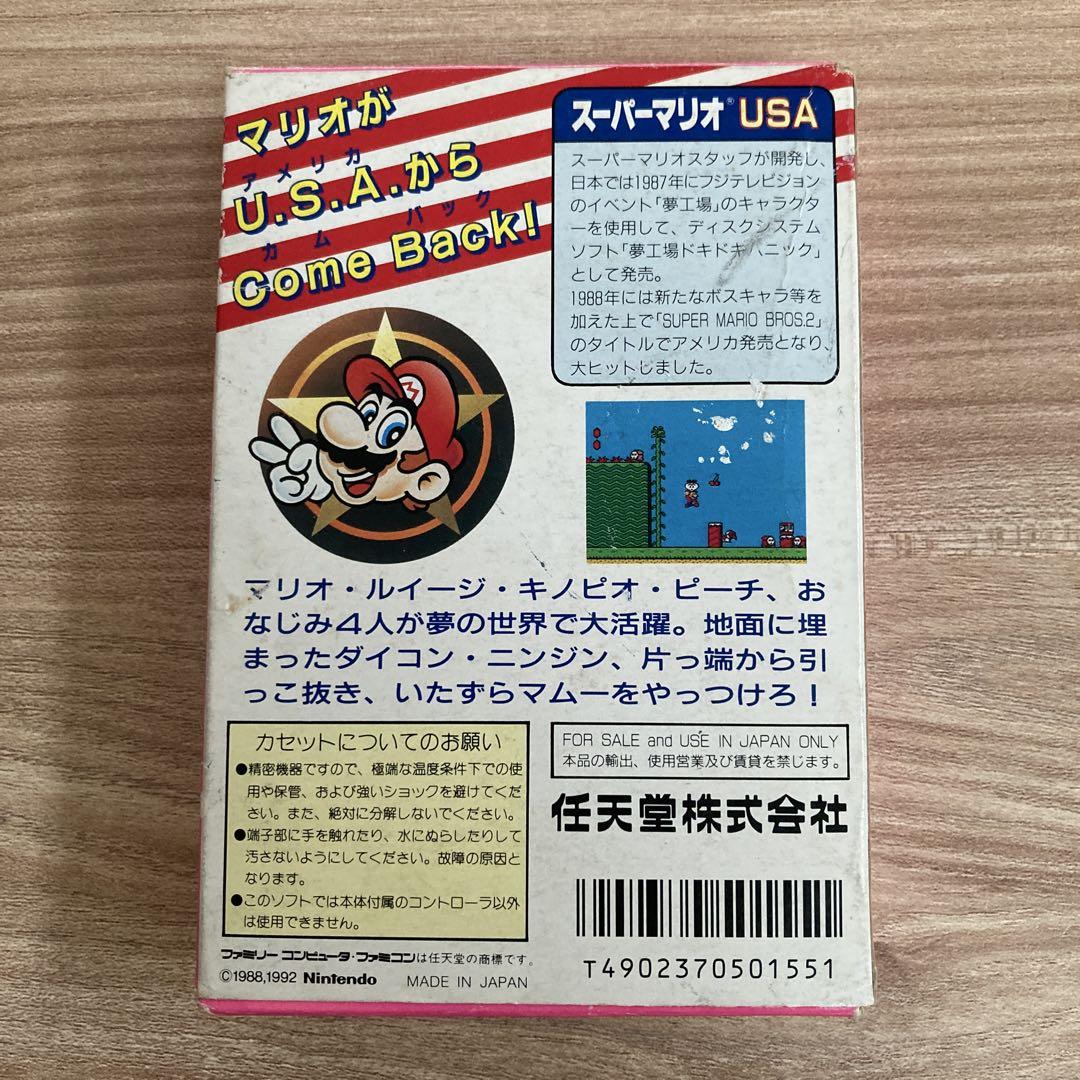 マリオが
アメリカ
U.S.A.から
カム バック
Come Back!
スーパーマリオ® USA
スーパーマリオスタッフが開発し、
日本では1987年にフジテレビジョン
のイベント「夢工場」のキャラクタ
ーを使用して、ディスクシステム
ソフト「夢工場ドキドキパニック」
として発売。
1988年には新たなボスキャラ等を
加えた上で「SUPER MARIO BROS.2」
のタイトルでアメリカ発売となり、
大ヒットしました。
M
マリオ・ルイージ・キノピオ・ピーチ、お
なじみ4人が夢の世界で大活躍。地面に埋
まったダイコン・ニンジン、片っ端から引
っこ抜き、いたずらマムーをやっつけろ!
カセットについてのお願い
●精密機器ですので、極端な温度条件下での使
用や保管、および強いショックを避けてくだ
さい。また、絶対に分解しないでください。
●端子部に手を触れたり、水にぬらしたりして
汚さないようにしてください。故障の原因と
なります。
●このソフトでは本体付属のコントローラ以外
は使用できません。
ファミリーコンピュータ・ファミコンは任天堂の商標です。
©1988,1992 Nintendo MADE IN JAPAN
FOR SALE and USE IN JAPAN ONLY
本品の輸出、使用営業及び賃貸を禁じます。
任天堂株式会社
T4902370501551